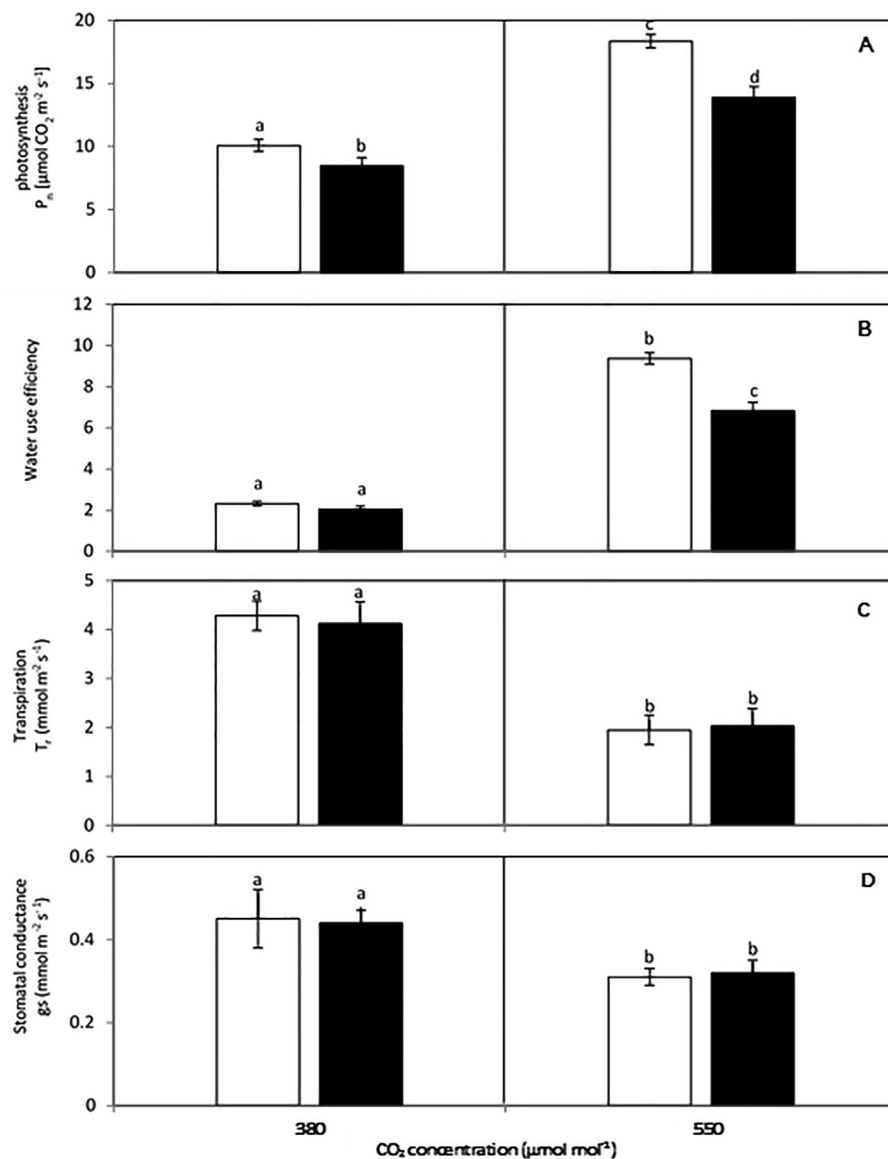 A
photosynthesis
Pₙ [µmol CO₂ m⁻² s⁻¹]
20
15
10
5
0
a
b
c
d
B
Water use efficiency
12
10
8
6
4
2
0
a
a
b
c
C
Transpiration
Tᵣ (mmol m⁻² s⁻¹)
5
4
3
2
1
0
a
a
b
b
D
Stomatal conductance
gs (mmol m⁻² s⁻¹)
0.6
0.4
0.2
0
a
a
b
b
380
550
CO₂ concentration (µmol mol⁻¹)